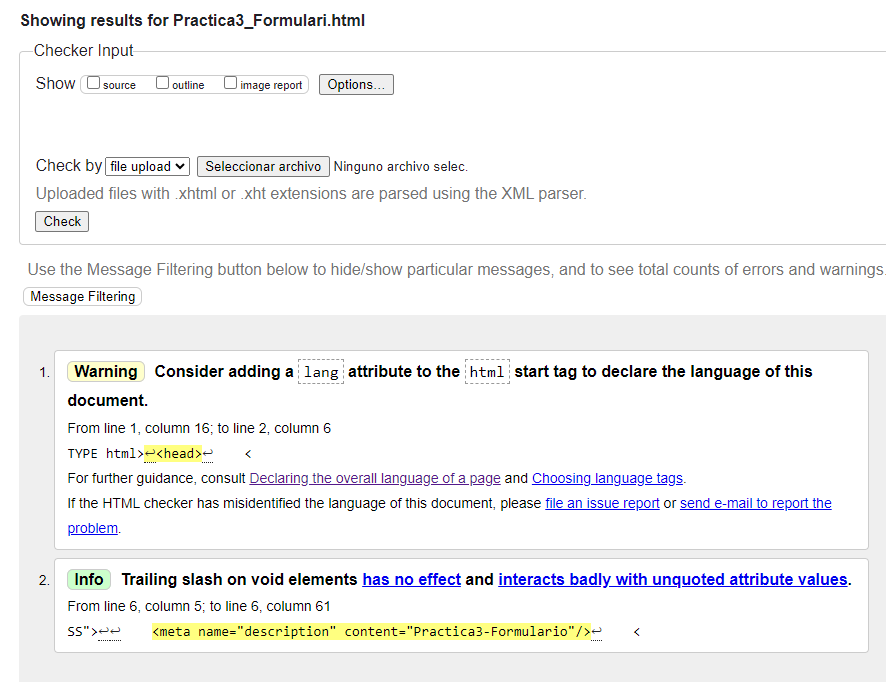 Showing results for Practica3_Formulari.html
Checker Input
Show source outline image report Options...
Check by file upload Seleccionar archivo Ninguno archivo selec.
Uploaded files with .xhtml or .xht extensions are parsed using the XML parser.
Check
Use the Message Filtering button below to hide/show particular messages, and to see total counts of errors and warnings.
Message Filtering
1. Warning Consider adding a lang attribute to the html start tag to declare the language of this
document.
From line 1, column 16; to line 2, column 6
TYPE html>↩<head>↩ <
For further guidance, consult Declaring the overall language of a page and Choosing language tags.
If the HTML checker has misidentified the language of this document, please file an issue report or send e-mail to report the
problem.
2. Info Trailing slash on void elements has no effect and interacts badly with unquoted attribute values.
From line 6, column 5; to line 6, column 61
SS">↩↩ <meta name="description" content="Practica3-Formulario"/>↩ <